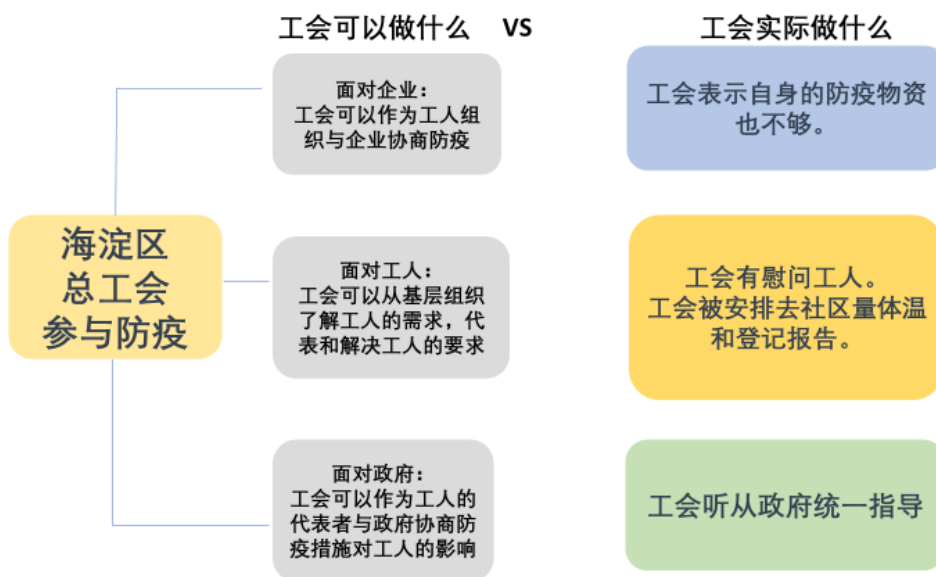 工会可以做什么 VS 工会实际做什么
海淀区
总工会
参与防疫
面对企业：
工会可以作为工人组
织与企业协商防疫
工会表示自身的防疫物资
也不够。
面对工人：
工会可以从基层组织
了解工人的需求，代
表和解决工人的要求
工会有慰问工人。
工会被安排去社区量体温
和登记报告。
面对政府：
工会可以作为工人的
代表者与政府协商防
疫措施对工人的影响
工会听从政府统一指导